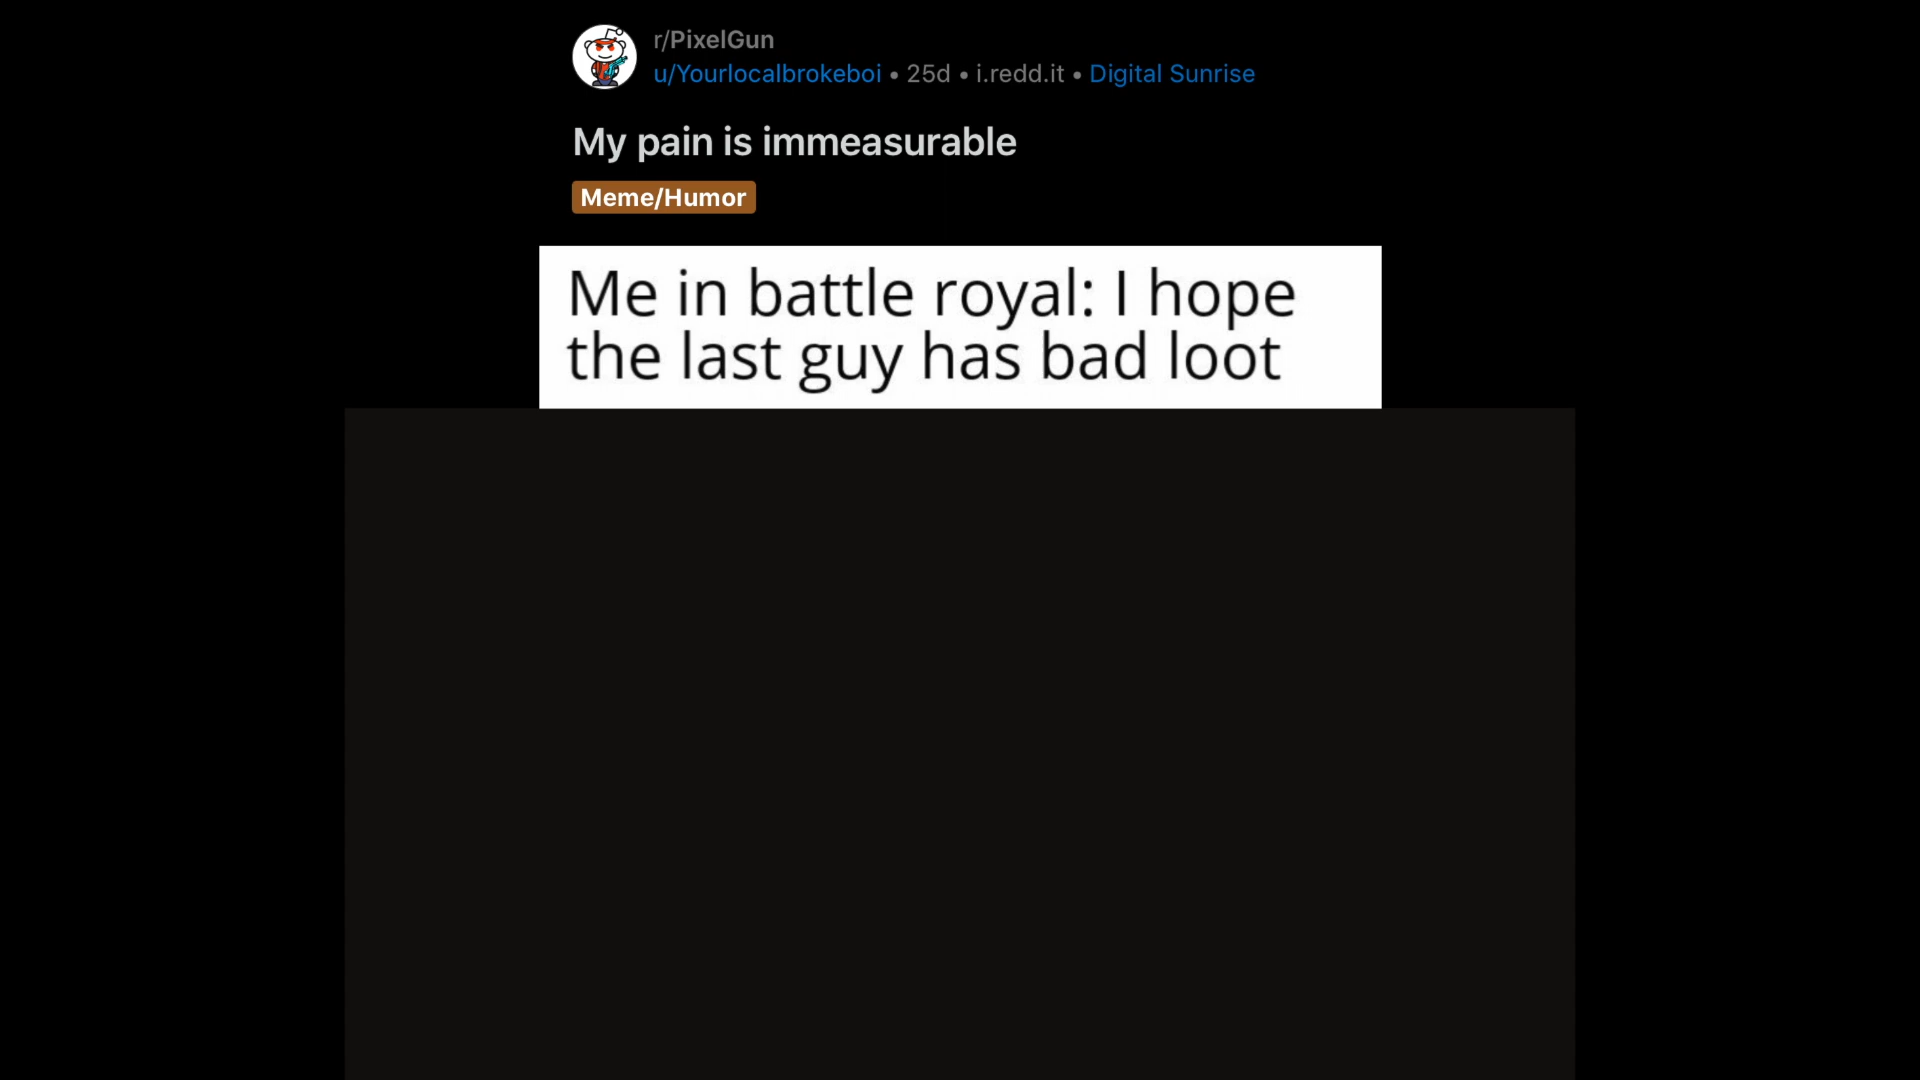 r/PixelGun
u/Yourlocalbrokeboi • 25d • i.redd.it • Digital Sunrise
My pain is immeasurable
Meme/Humor
Me in battle royal: I hope
the last guy has bad loot